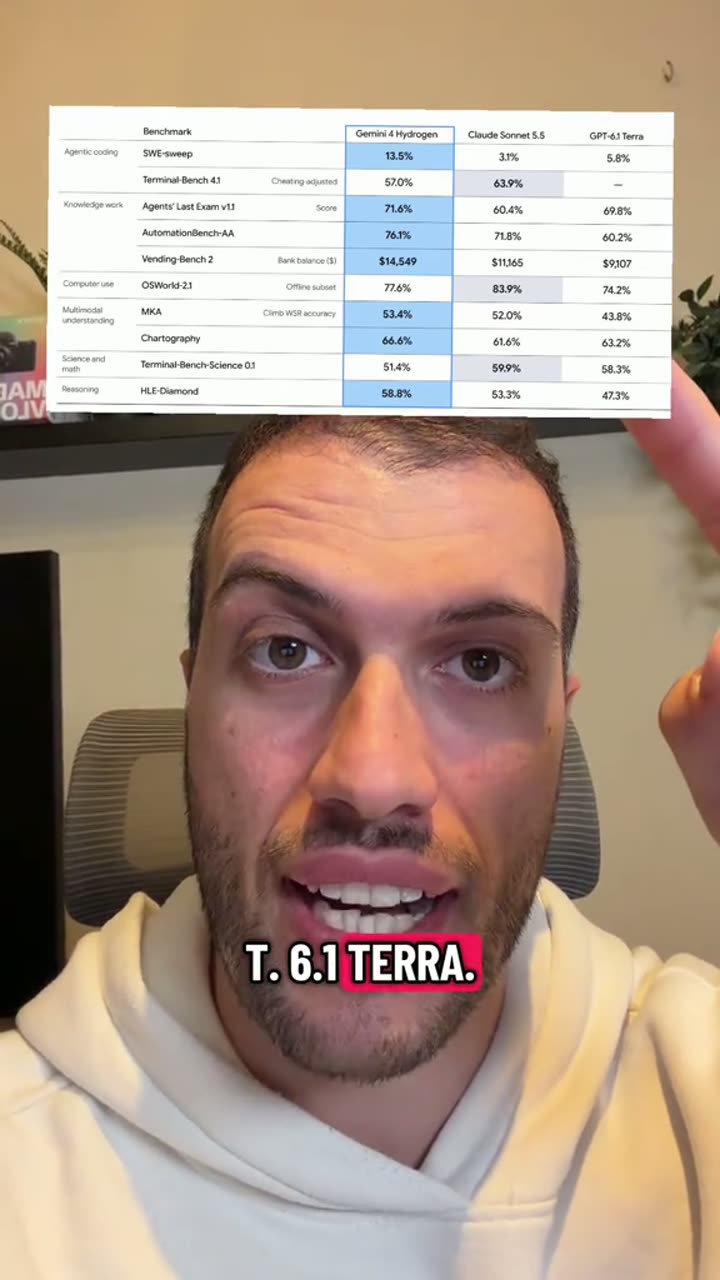 Benchmark Gemini 4 Hydrogen Claude Sonnet 5.5 GPT-6.1 Terra
Agentic coding SWE-sweep 13.5% 3.1% 5.8%
Terminal-Bench 4.1 Cheating-adjusted 57.0% 63.9% —
Knowledge work Agents' Last Exam v1.1 Score 71.6% 60.4% 69.8%
AutomationBench-AA 76.1% 71.8% 60.2%
Vending-Bench 2 Bank balance ($) $14,549 $11,165 $9,107
Computer use OSWorld-2.1 Offline subset 77.6% 83.9% 74.2%
Multimodal understanding MKA Climb WSR accuracy 53.4% 52.0% 43.8%
Chartography 66.6% 61.6% 63.2%
Science and math Terminal-Bench-Science 0.1 51.4% 59.9% 58.3%
Reasoning HLE-Diamond 58.8% 53.3% 47.3%
T. 6.1 TERRA.